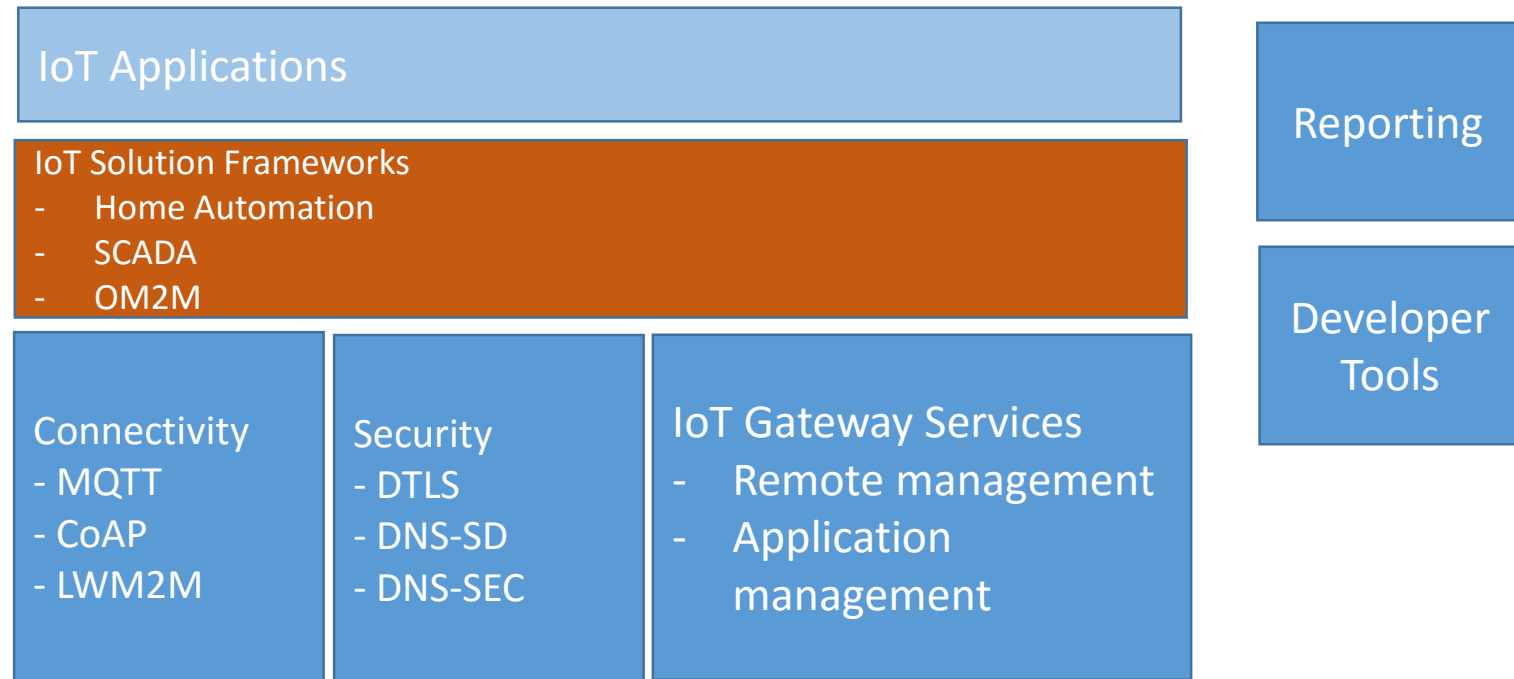 IoT Applications
IoT Solution Frameworks
- Home Automation
- SCADA
- OM2M
Connectivity
- MQTT
- CoAP
- LWM2M
Security
- DTLS
- DNS-SD
- DNS-SEC
IoT Gateway Services
- Remote management
- Application
management
Reporting
Developer
Tools